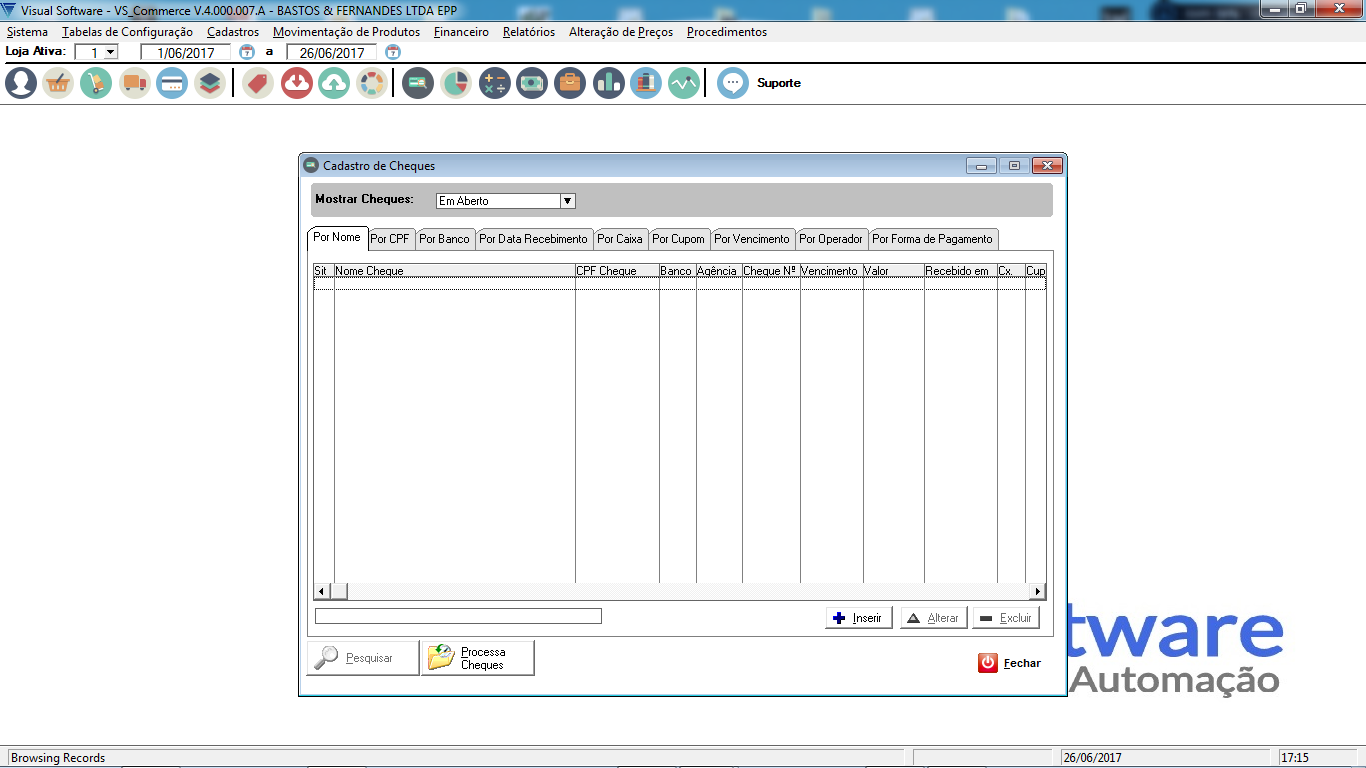 Visual Software - VS_Commerce V.4.000.007.A - BASTOS & FERNANDES LTDA EPP
Sistema Tabelas de Configuração Cadastros Movimentação de Produtos Financeiro Relatórios Alteração de Preços Procedimentos
Loja Ativa: 1 1/06/2017 a 26/06/2017
Suporte
Cadastro de Cheques
Mostrar Cheques: Em Aberto
Por Nome Por CPF Por Banco Por Data Recebimento Por Caixa Por Cupom Por Vencimento Por Operador Por Forma de Pagamento
Sit Nome Cheque CPF Cheque Banco Agência Cheque Nº Vencimento Valor Recebido em Cx. Cup
Inserir Alterar Excluir
Pesquisar Processa Cheques Fechar
tware
Automação
Browsing Records 26/06/2017 17:15